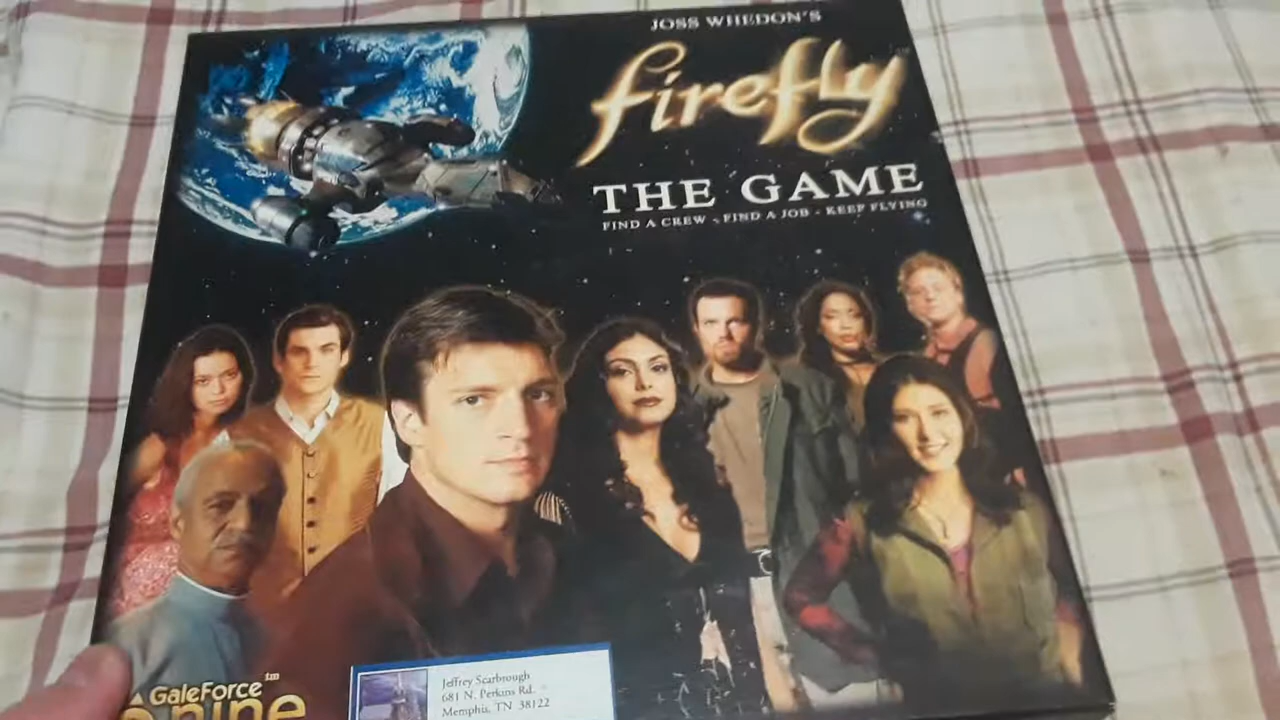 JOSS WHEDON'S
firefly
THE GAME
FIND A CREW - FIND A JOB - KEEP FLYING
GALEFORCE
nine
Jeffrey Scarbrough
681 N. Perkins Rd.
Memphis, TN 38122